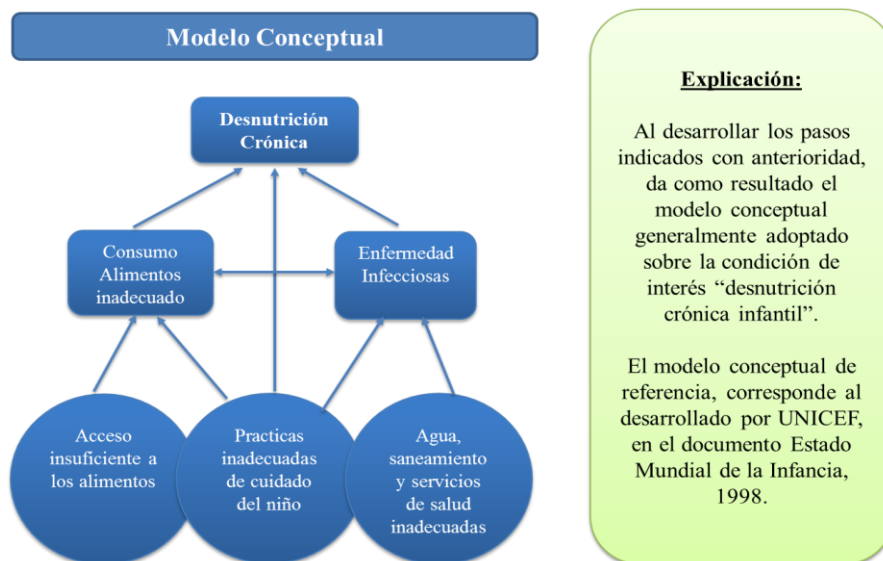 Modelo Conceptual
Desnutrición
Crónica
Consumo
Alimentos
inadecuado
Enfermedad
Infecciosas
Acceso
insuficiente a
los alimentos
Practicas
inadecuadas
de cuidado
del niño
Agua,
saneamiento
y servicios
de salud
inadecuadas
Explicación:
Al desarrollar los pasos
indicados con anterioridad,
da como resultado el
modelo conceptual
generalmente adoptado
sobre la condición de
interés “desnutrición
crónica infantil”.
El modelo conceptual de
referencia, corresponde al
desarrollado por UNICEF,
en el documento Estado
Mundial de la Infancia,
1998.